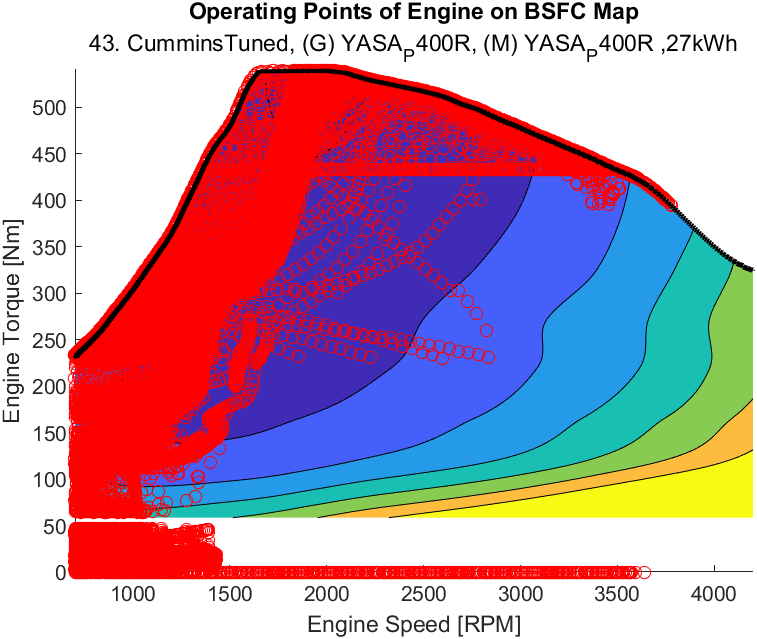 Operating Points of Engine on BSFC Map
43. CumminsTuned, (G) YASAP400R, (M) YASAP400R ,27kWh
Engine Torque [Nm]
500
450
400
350
300
250
200
150
100
50
0
1000 1500 2000 2500 3000 3500 4000
Engine Speed [RPM]